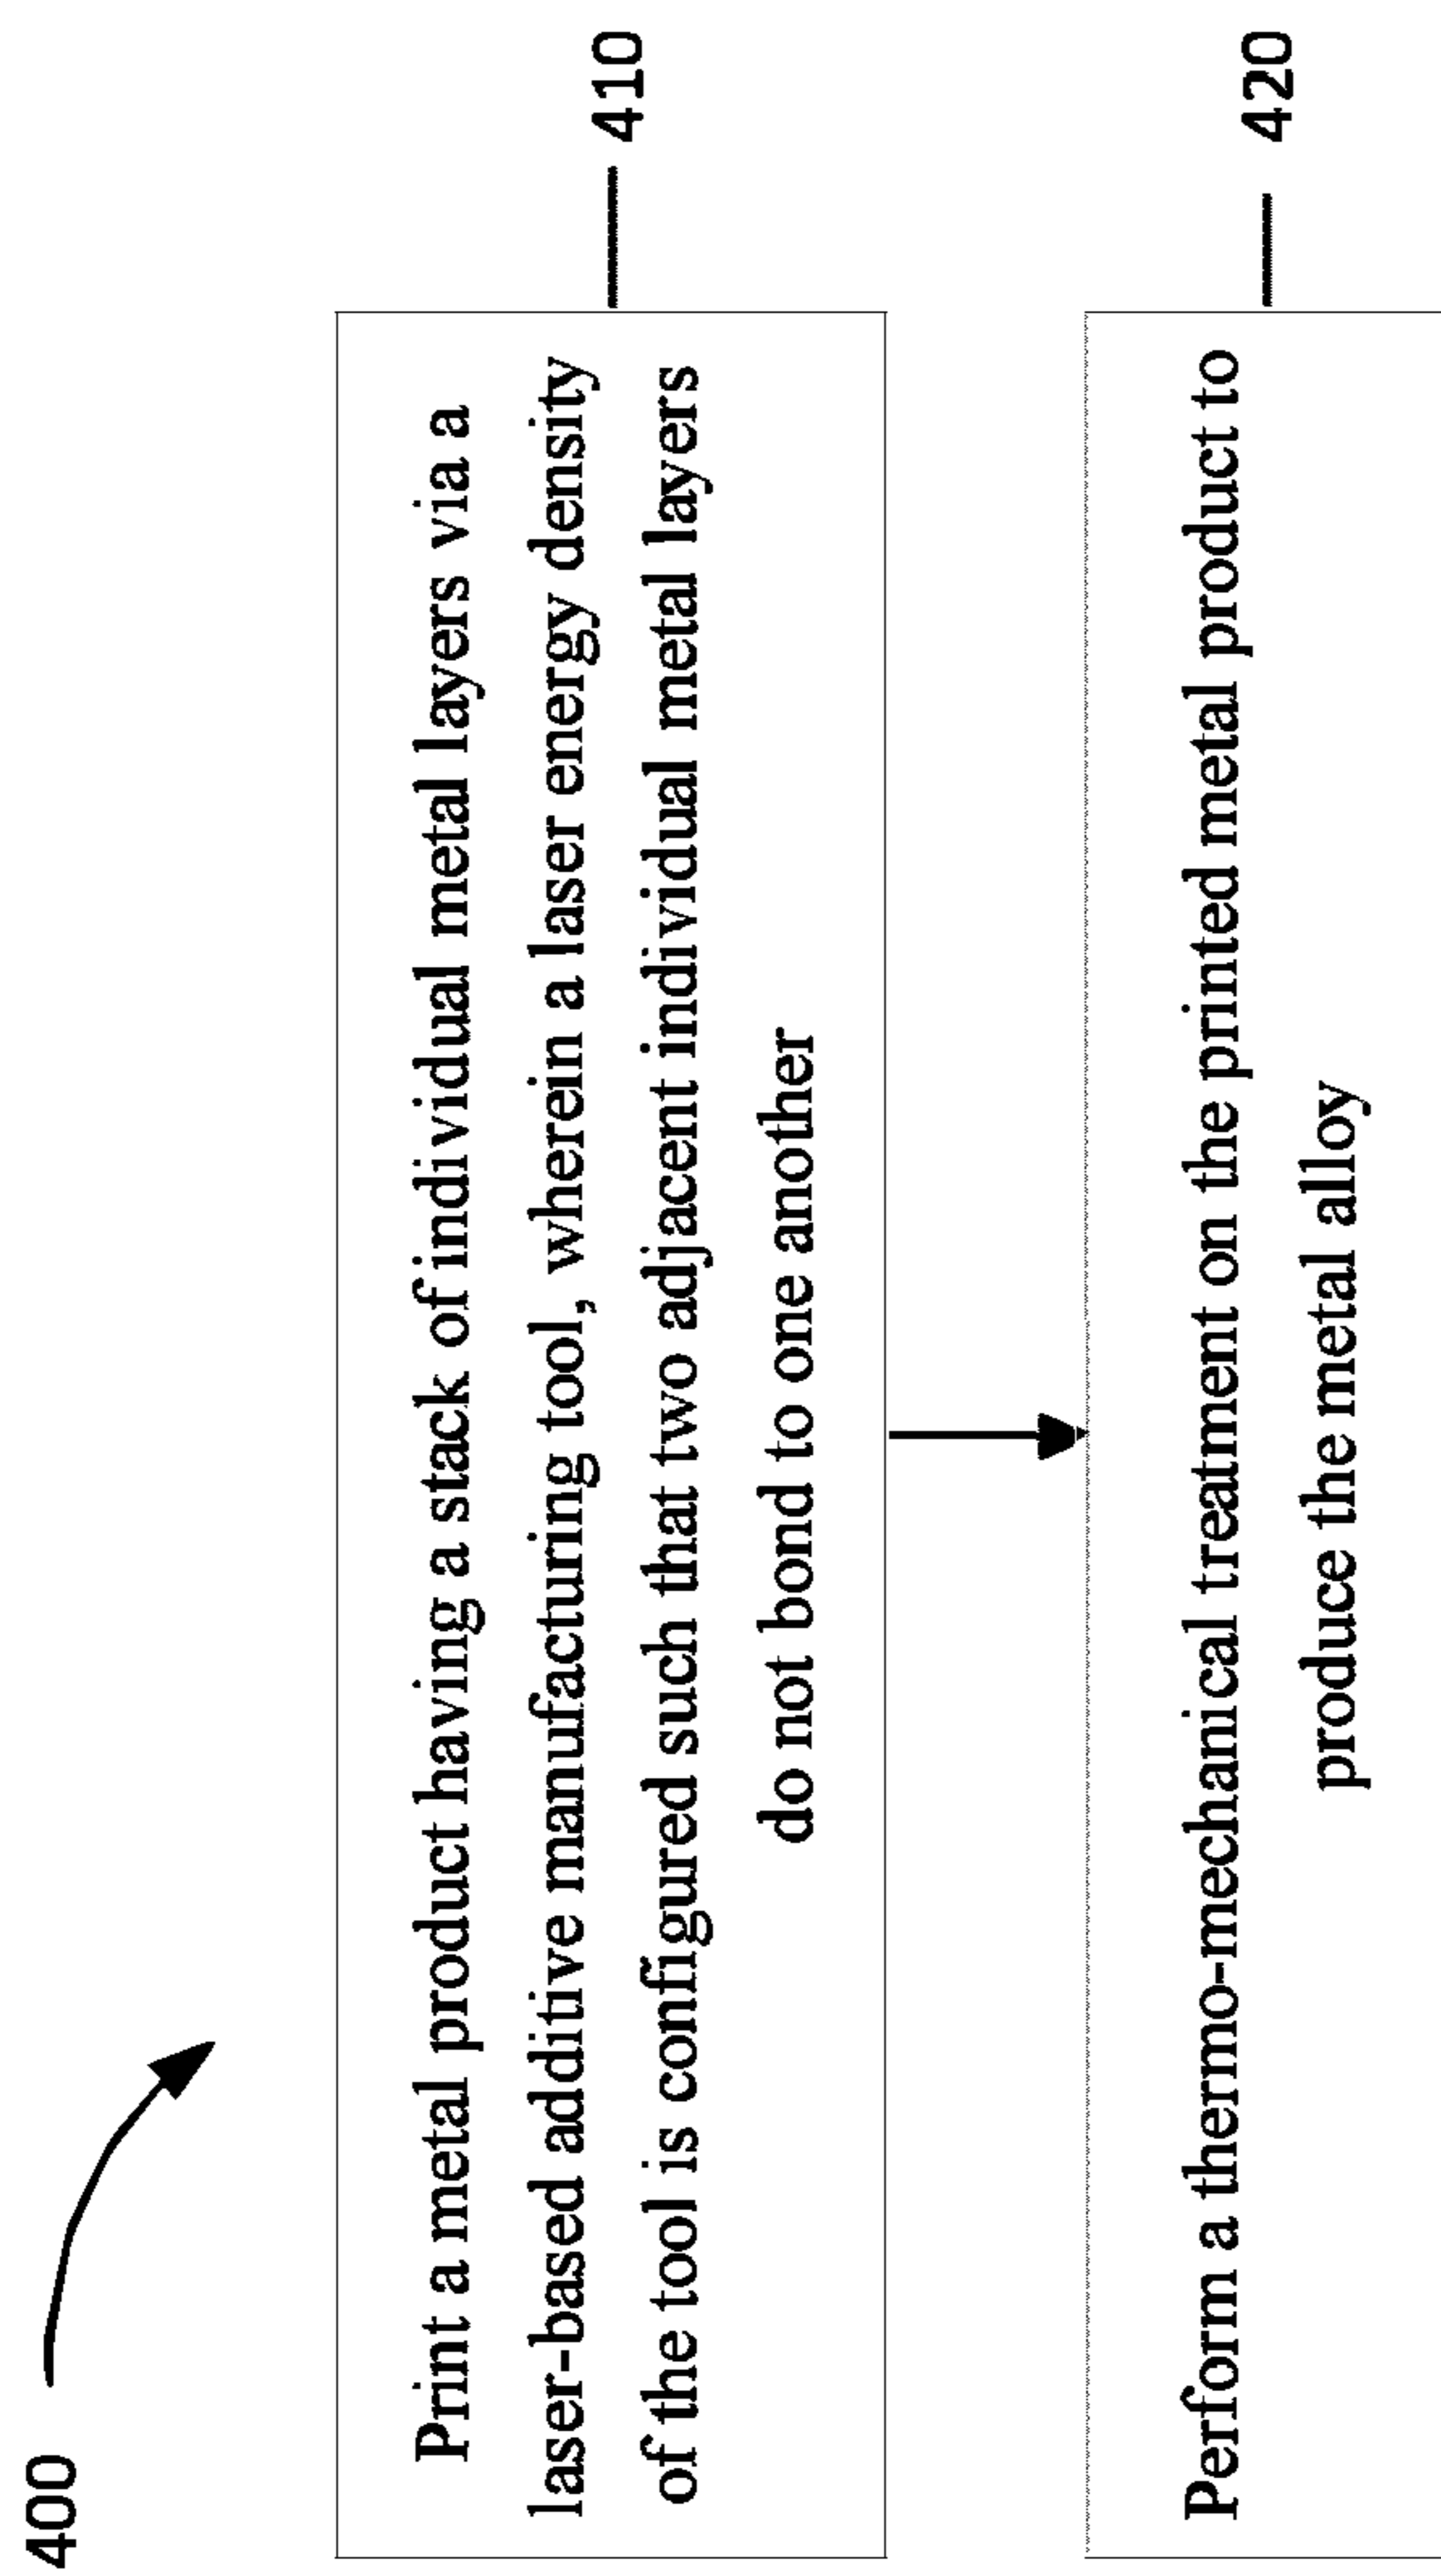 400
Print a metal product having a stack of individual metal layers via a
laser-based additive manufacturing tool, wherein a laser energy density
of the tool is configured such that two adjacent individual metal layers
do not bond to one another
410
Perform a thermo-mechanical treatment on the printed metal product to
produce the metal alloy
420